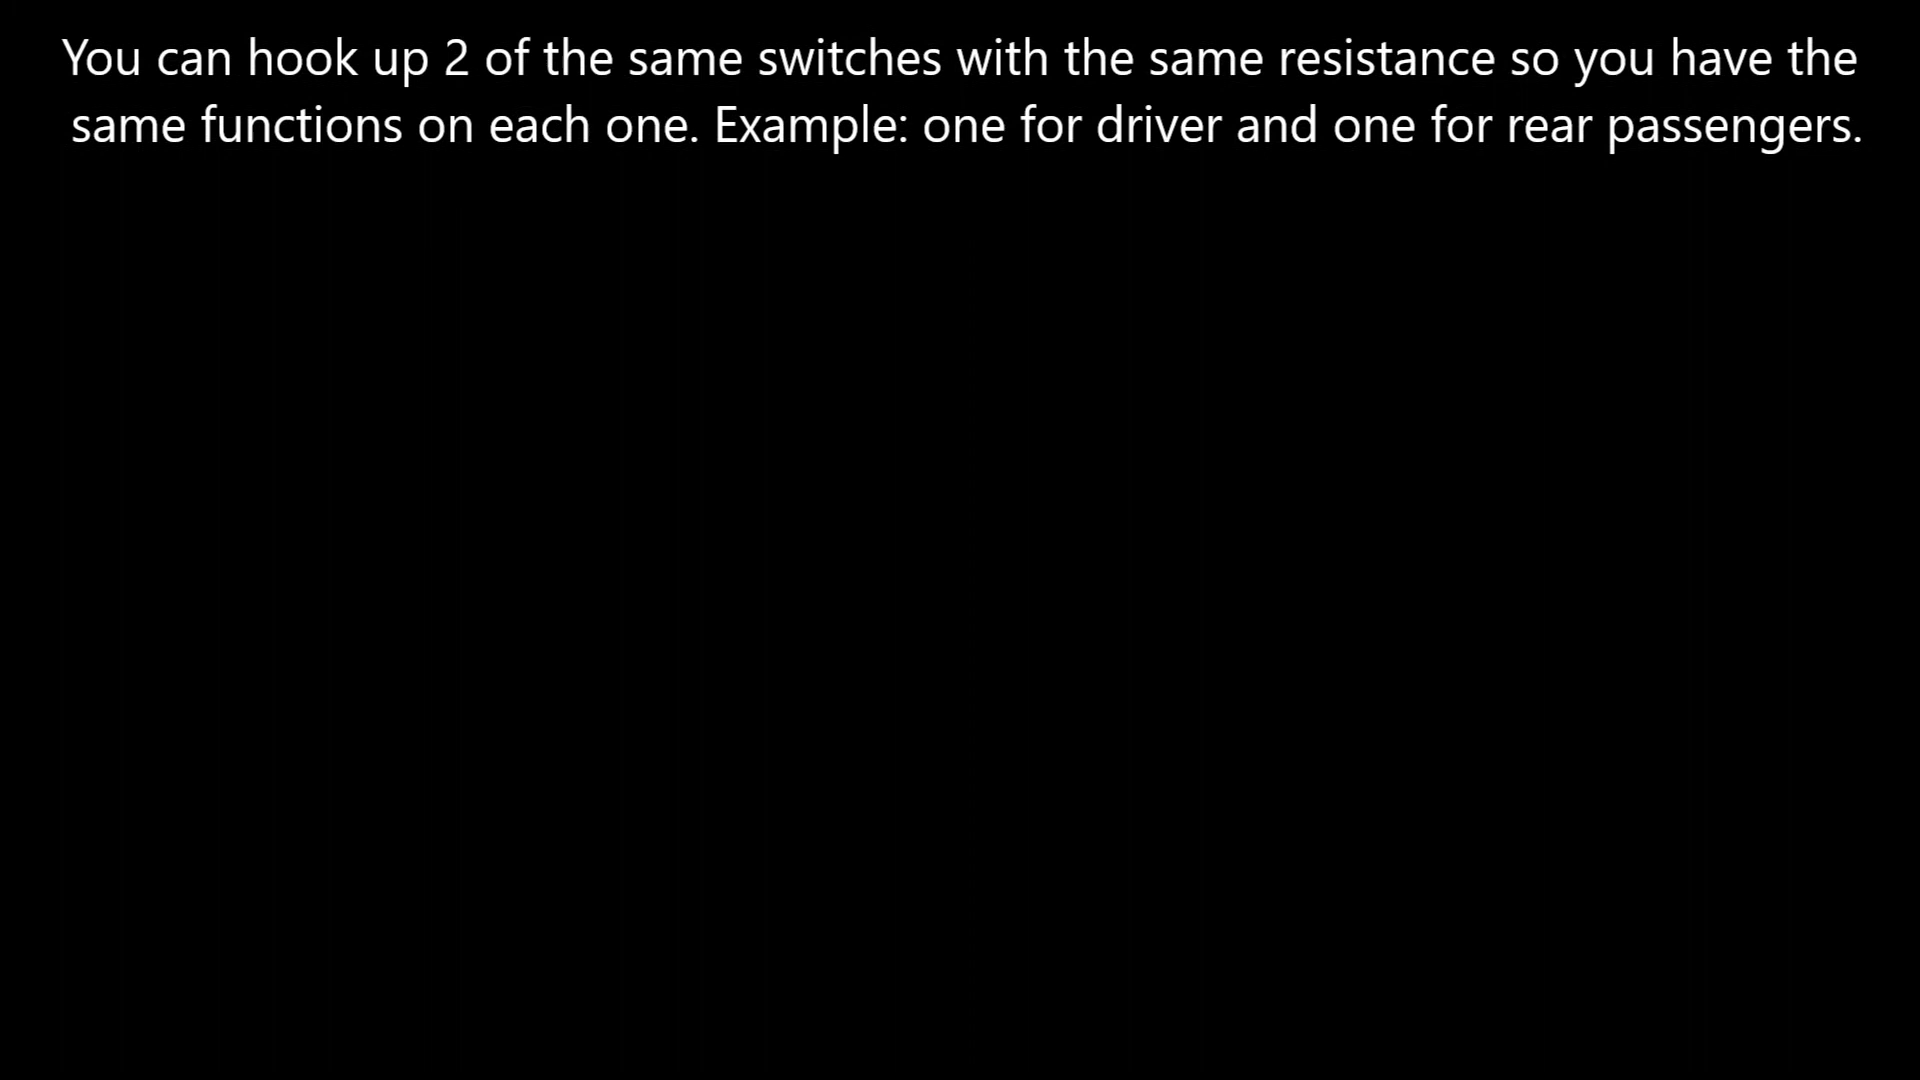 You can hook up 2 of the same switches with the same resistance so you have the
same functions on each one. Example: one for driver and one for rear passengers.